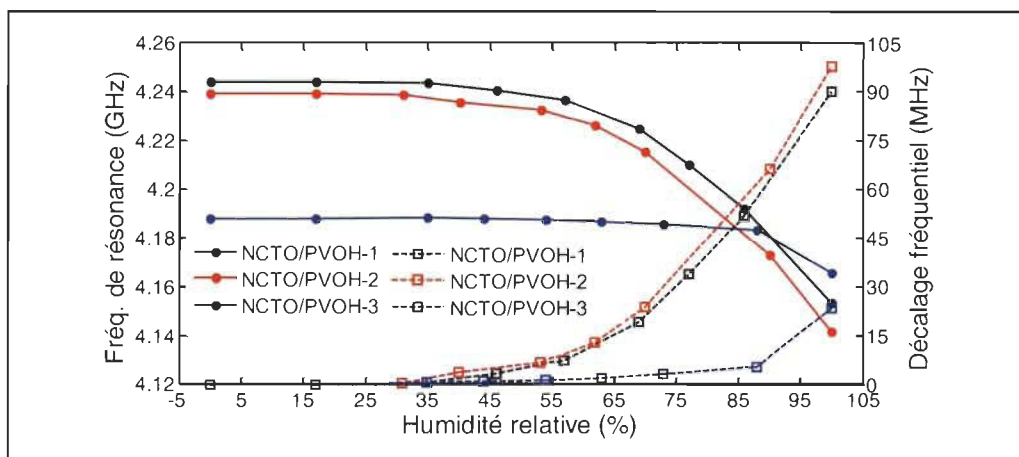 Fréq. de résonance (GHz)
4.26
4.24
4.22
4.2
4.18
4.16
4.14
4.12
NCTO/PVOH-1
NCTO/PVOH-2
NCTO/PVOH-3
NCTO/PVOH-1
NCTO/PVOH-2
NCTO/PVOH-3
105
90
75
60
45
30
15
0
Décalage fréquentiel (MHz)
-5 5 15 25 35 45 55 65 75 85 95 105
Humidité relative (%)